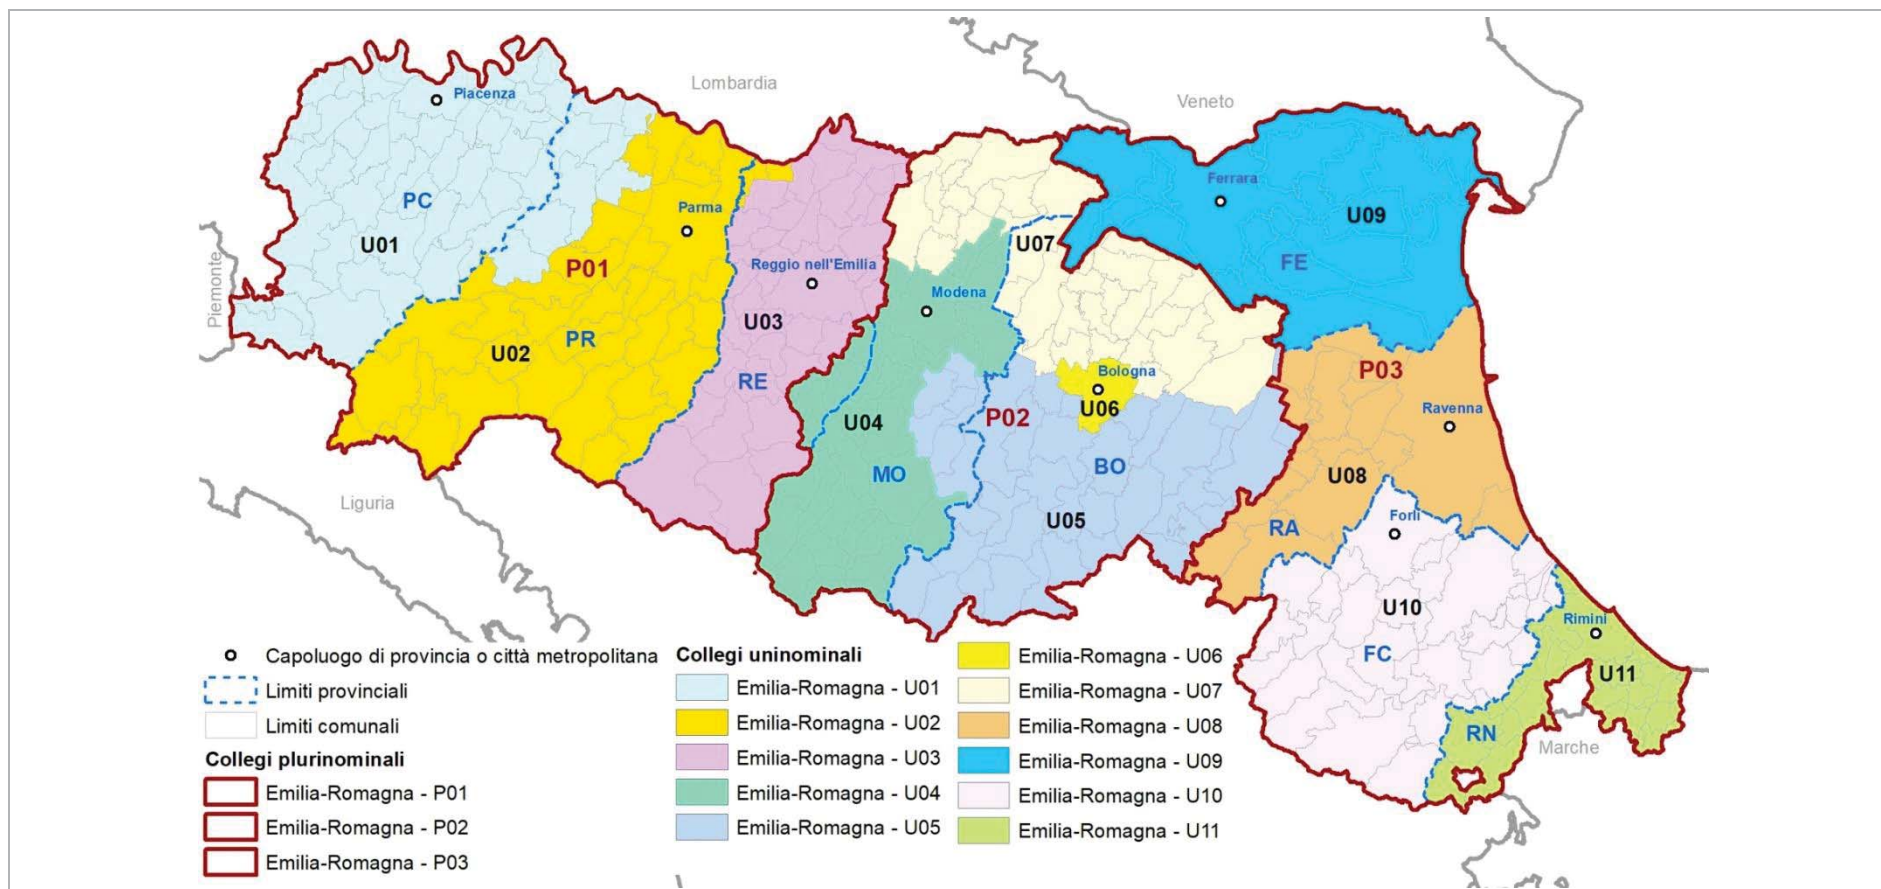 Lombardia
Veneto
Piacenza
PC
U01
Piemonte
P01
Parma
U02
PR
Reggio nell'Emilia
U03
RE
Liguria
Modena
U04
MO
U07
Bologna
U06
P02
BO
U05
Ferrara
U09
FE
P03
Ravenna
U08
RA
Forlì
U10
FC
Rimini
U11
RN
Marche
Capoluogo di provincia o città metropolitana
Limiti provinciali
Limiti comunali
Collegi plurinominali
Emilia-Romagna - P01
Emilia-Romagna - P02
Emilia-Romagna - P03
Collegi uninominali
Emilia-Romagna - U01
Emilia-Romagna - U02
Emilia-Romagna - U03
Emilia-Romagna - U04
Emilia-Romagna - U05
Emilia-Romagna - U06
Emilia-Romagna - U07
Emilia-Romagna - U08
Emilia-Romagna - U09
Emilia-Romagna - U10
Emilia-Romagna - U11